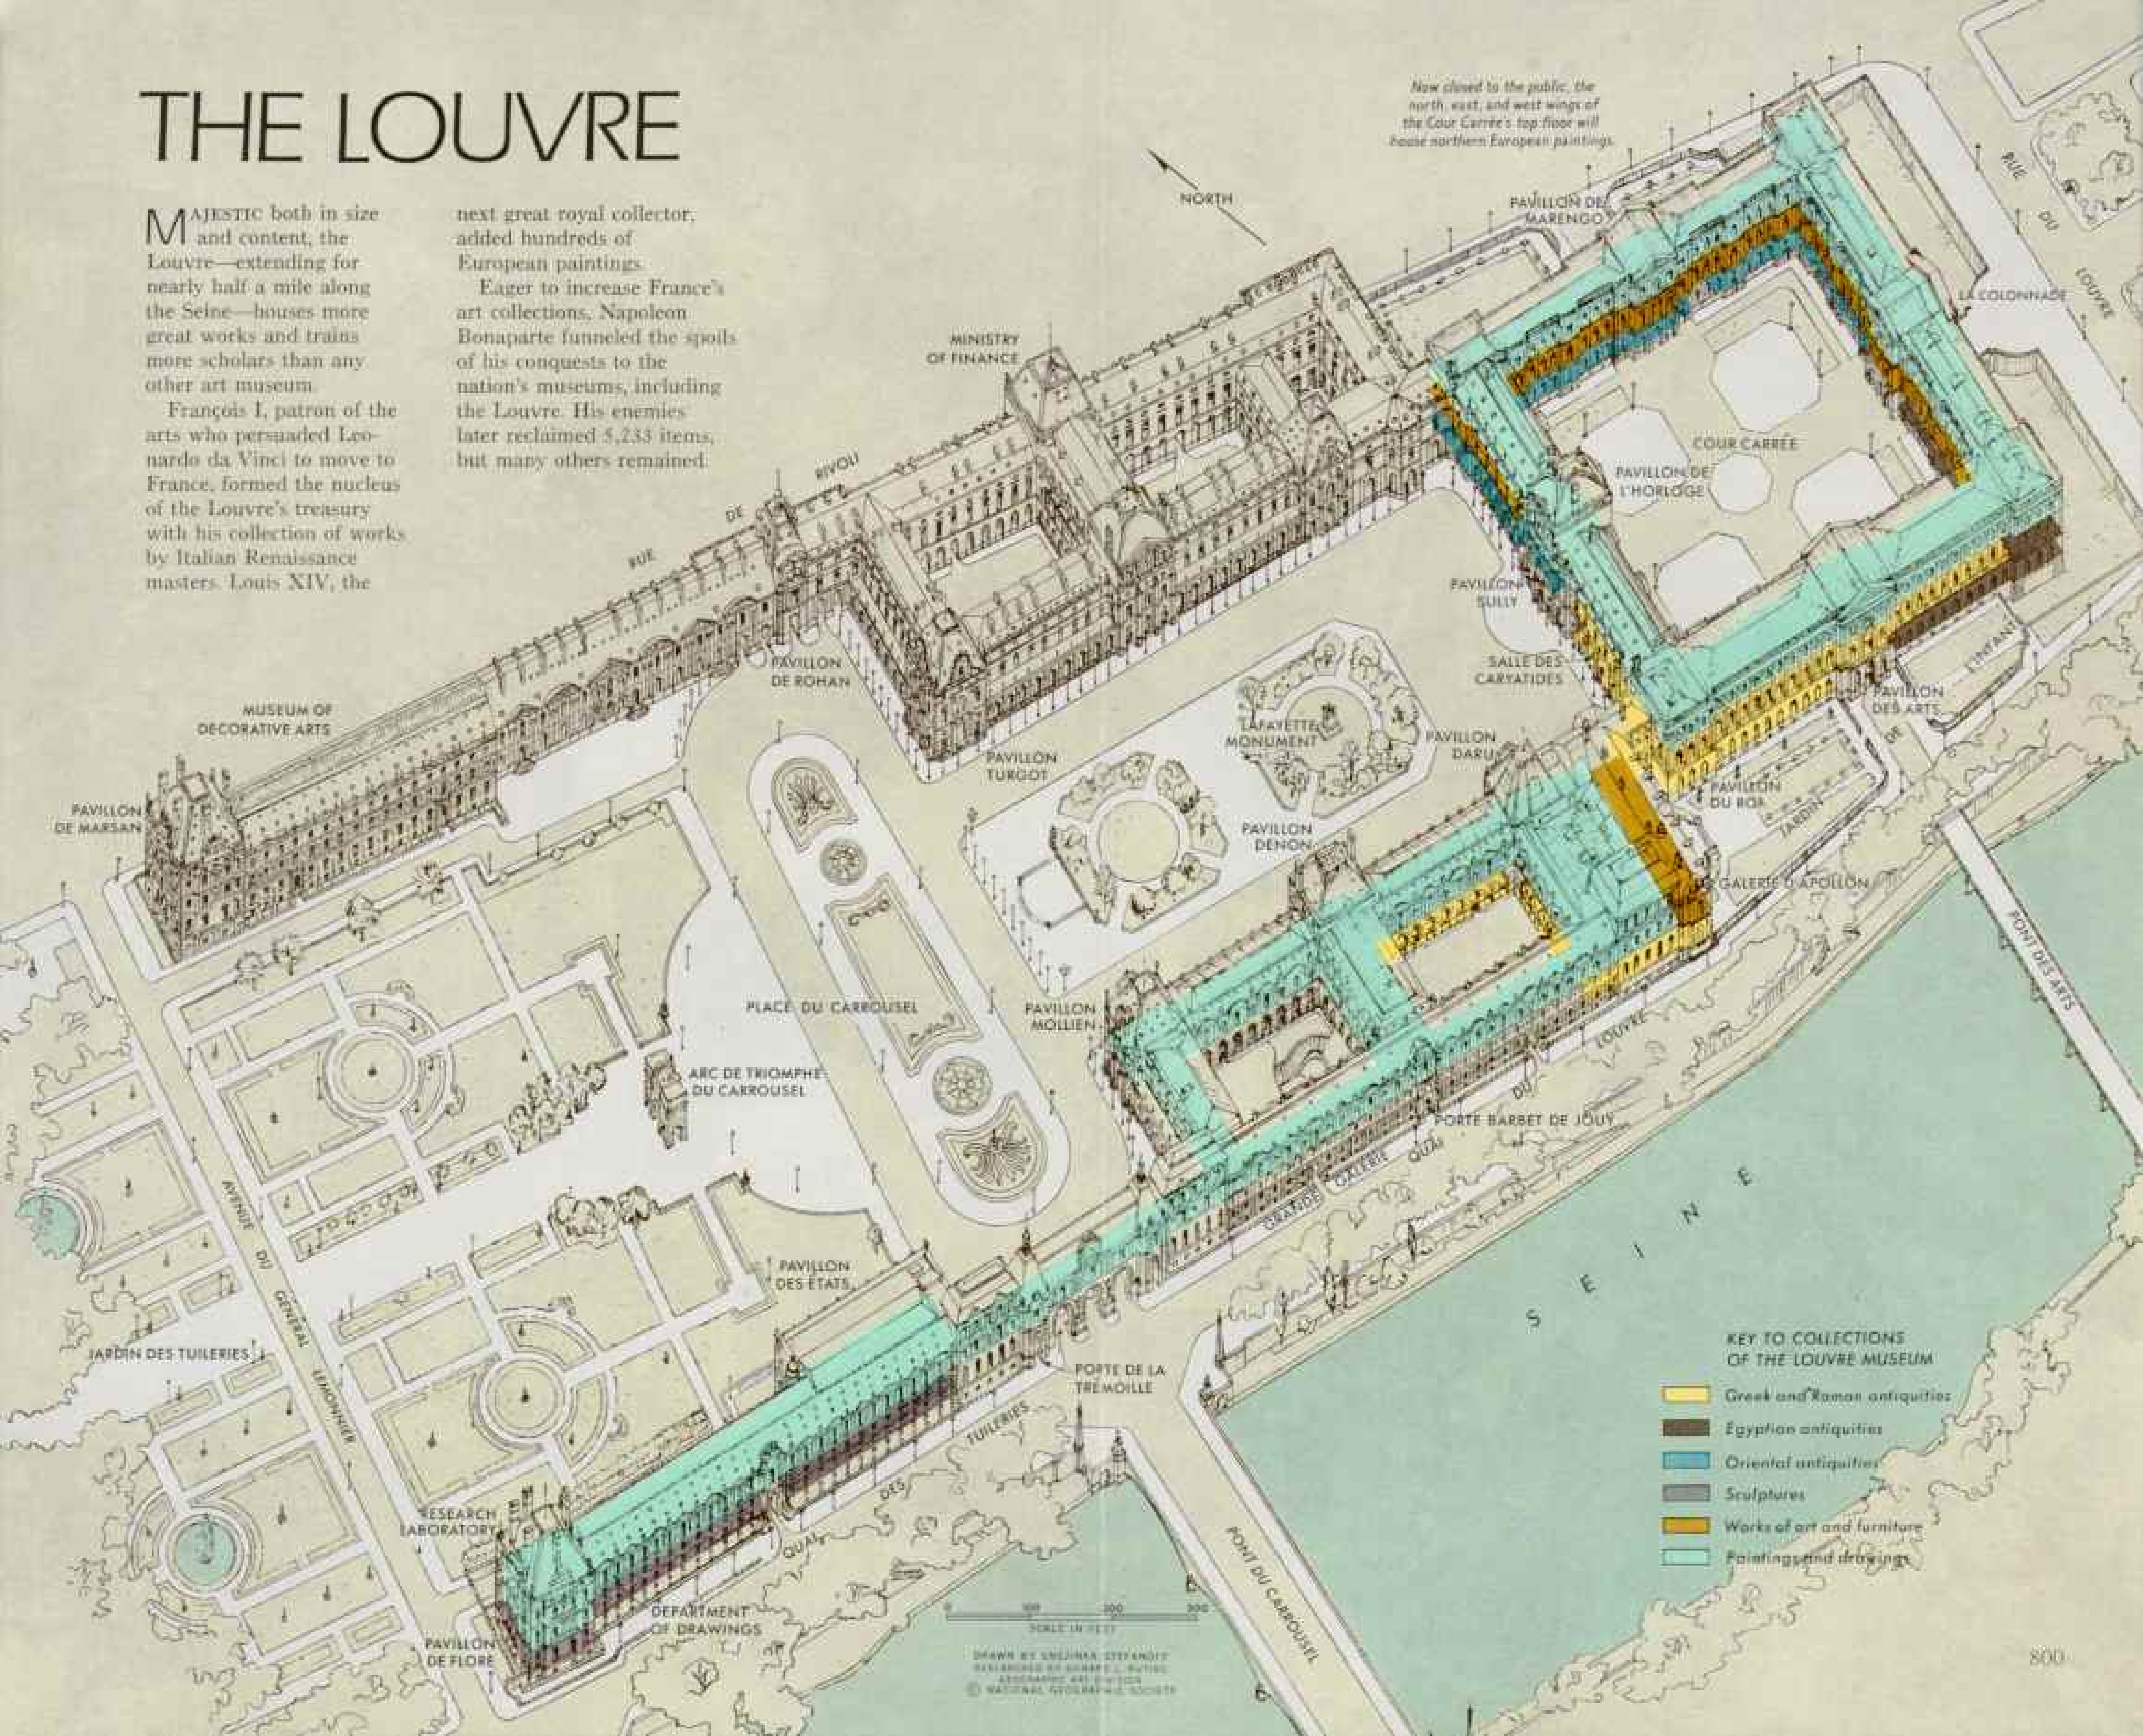 THE LOUVRE
MAJESTIC both in size
and content, the
Louvre—extending for
nearly half a mile along
the Seine—houses more
great works and trains
more scholars than any
other art museum.
François I, patron of the
arts who persuaded Leo-
nardo da Vinci to move to
France, formed the nucleus
of the Louvre's treasury
with his collection of works
by Italian Renaissance
masters. Louis XIV, the
next great royal collector,
added hundreds of
European paintings.
Eager to increase France's
art collections, Napoleon
Bonaparte funneled the spoils
of his conquests to the
nation's museums, including
the Louvre. His enemies
later reclaimed 5,233 items,
but many others remained.
Now closed to the public, the
north, east, and west wings of
the Cour Carrée's top floor will
house northern European paintings.
NORTH
PAVILLON DE
MARENGO
RUE DU LOUVRE
LA COLONNADE
MINISTRY
OF FINANCE
COUR CARRÉE
PAVILLON DE
L'HORLOGE
RUE DE RIVOLI
PAVILLON
SULLY
SALLE DES
CARYATIDES
PAVILLON
DE ROHAN
MUSEUM OF
DECORATIVE ARTS
PAVILLON
DES ARTS
JARDIN DE L'INFANTE
LAFAYETTE
MONUMENT
PAVILLON
DARU
PAVILLON
TURGOT
PAVILLON
DU ROI
PAVILLON
DE MARSAN
PAVILLON
DENON
GALERIE D'APOLLON
PONT DES ARTS
PLACE DU CARROUSEL
PAVILLON
MOLLIEN
ARC DE TRIOMPHE
DU CARROUSEL
QUAI DU LOUVRE
PORTE BARBET DE JOUY
GRANDE GALERIE
SEINE
AVENUE DU GENERAL LEMONNIER
PAVILLON
DES ÉTATS
JARDIN DES TUILERIES
PORTE DE LA
TREMOILLE
QUAI DES TUILERIES
RESEARCH
LABORATORY
PONT DU CARROUSEL
DEPARTMENT
OF DRAWINGS
PAVILLON
DE FLORE
KEY TO COLLECTIONS
OF THE LOUVRE MUSEUM
Greek and Roman antiquities
Egyptian antiquities
Oriental antiquities
Sculptures
Works of art and furniture
Paintings and drawings
0 100 200 300
SCALE IN FEET
DRAWN BY SNEJINKA STEFANOFF
GEOGRAPHIC ART DIVISION
© NATIONAL GEOGRAPHIC SOCIETY
800